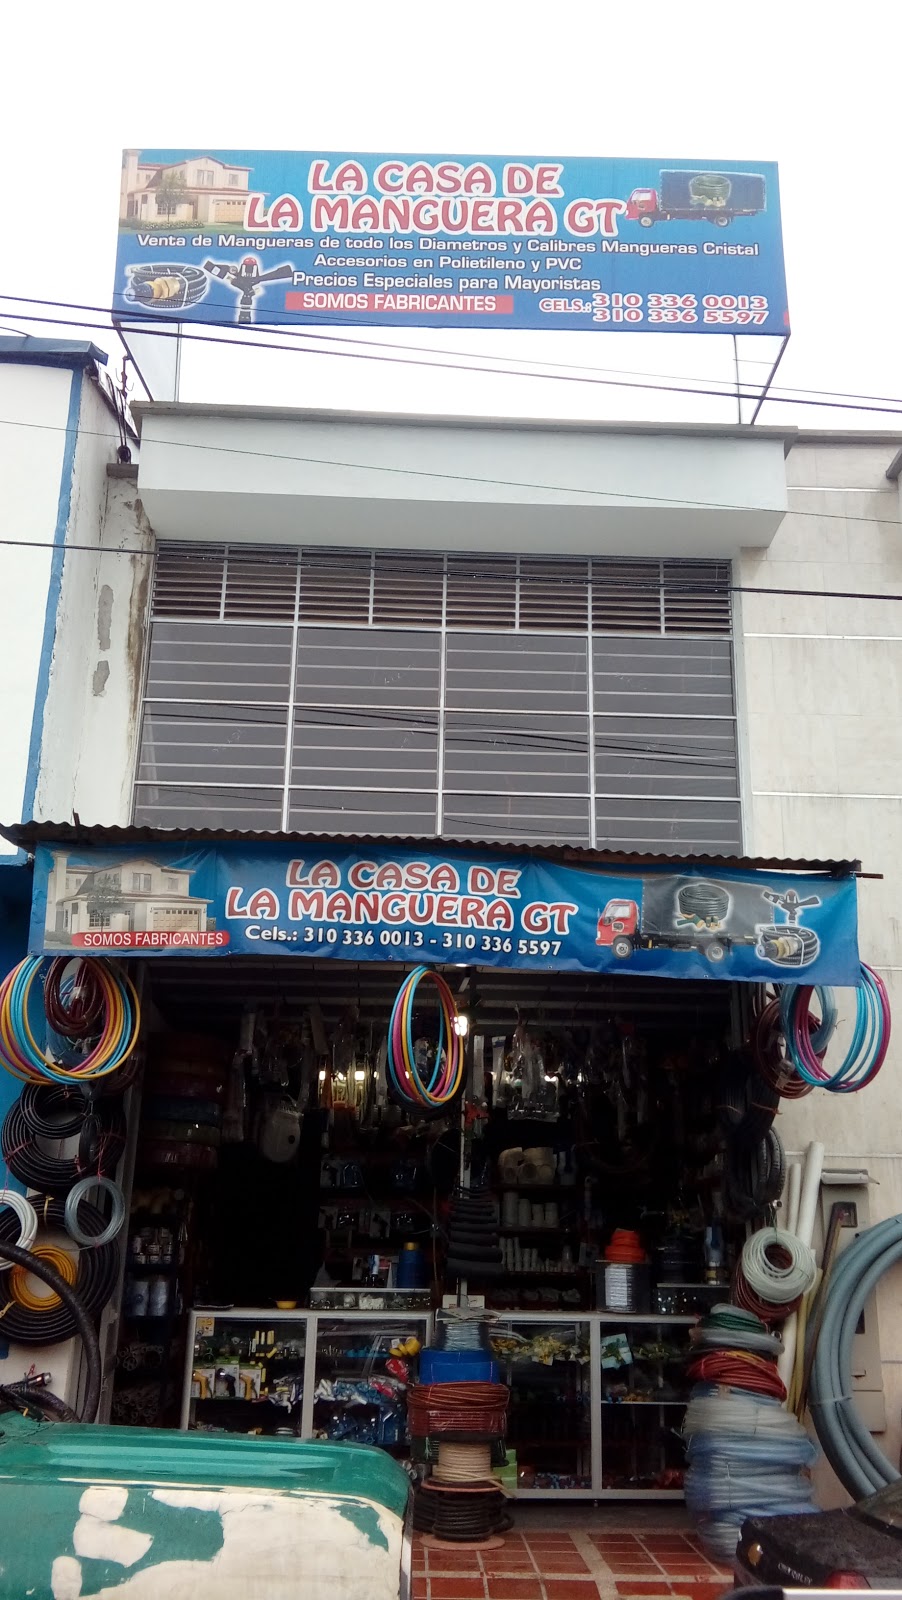 LA CASA DE
LA MANGUERA GT
Venta de Mangueras de todo los Diametros y Calibres Mangueras Cristal
Accesorios en Polietileno y PVC
Precios Especiales para Mayoristas
SOMOS FABRICANTES
CELS.: 310 336 0013
310 336 5597
LA CASA DE
LA MANGUERA GT
SOMOS FABRICANTES
Cels.: 310 336 0013 - 310 336 5597